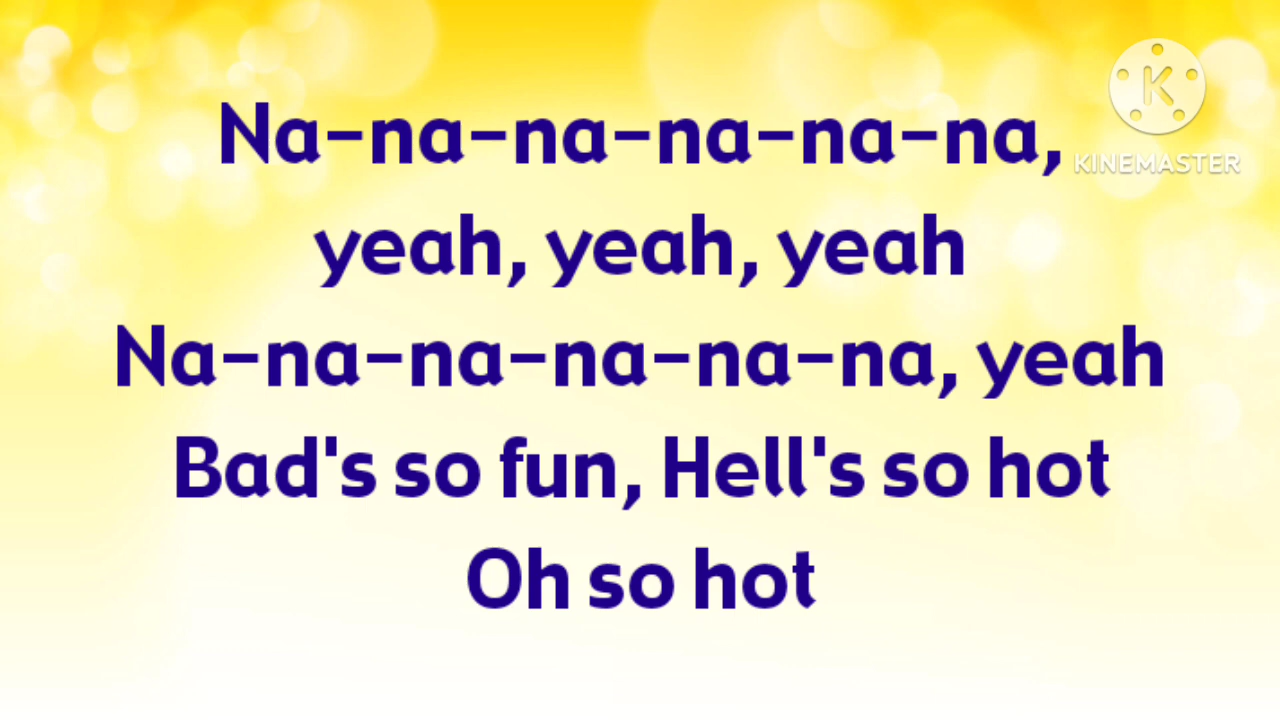 Na-na-na-na-na-na,
yeah, yeah, yeah
Na-na-na-na-na-na, yeah
Bad's so fun, Hell's so hot
Oh so hot
K
KINEMASTER